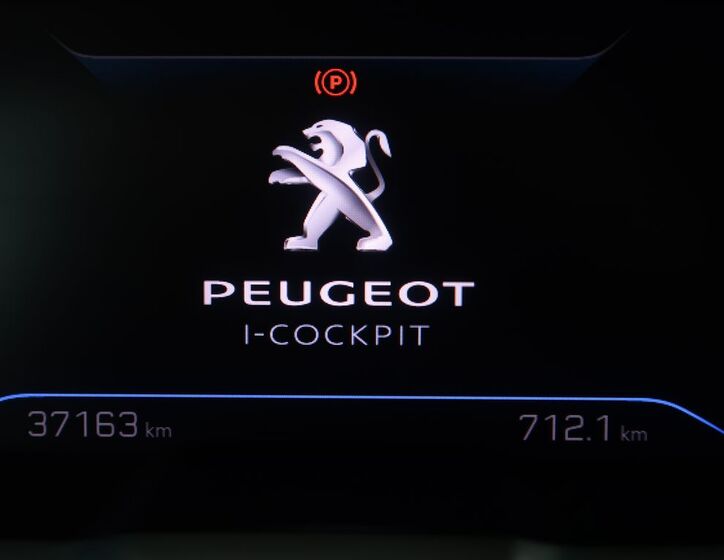 (P)
PEUGEOT
I-COCKPIT
37163 km
712.1 km